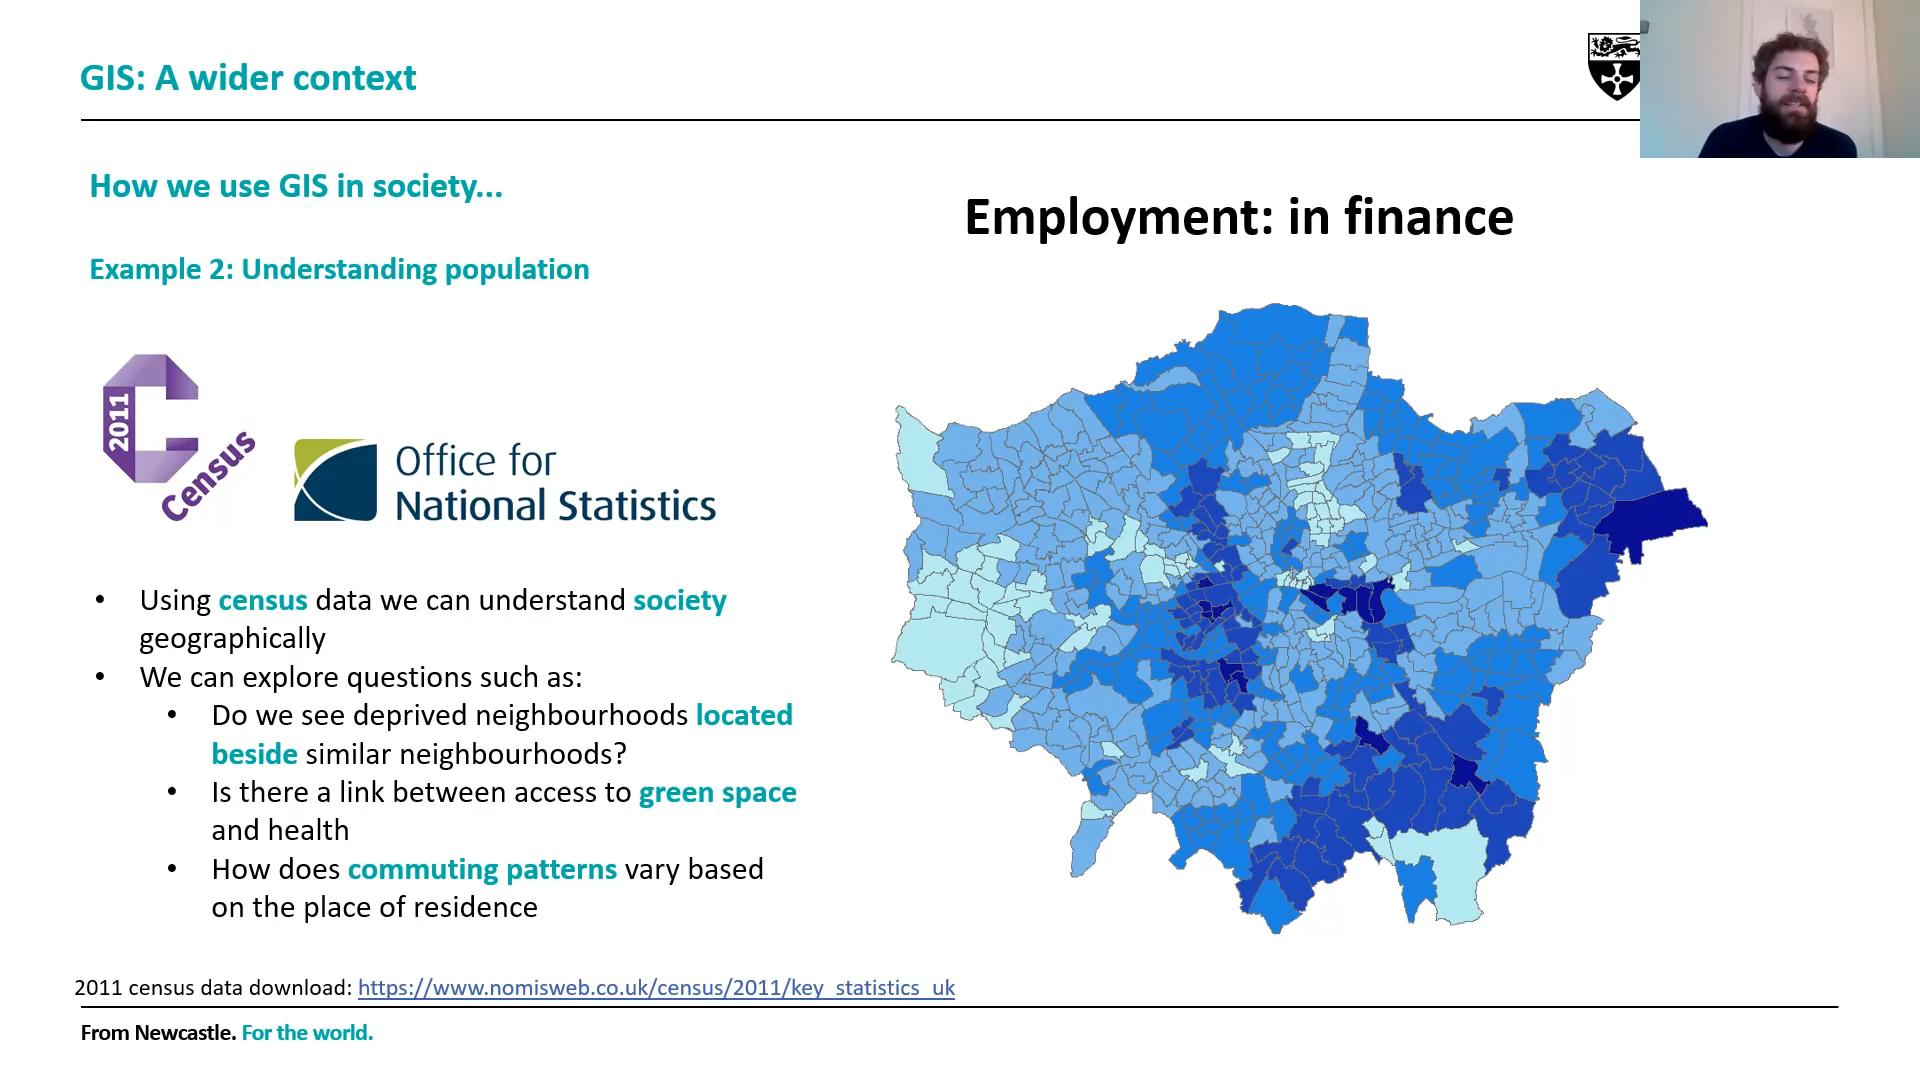 GIS: A wider context
How we use GIS in society...
Employment: in finance
Example 2: Understanding population
2011
Census
Office for
National Statistics
• Using census data we can understand society
geographically
• We can explore questions such as:
• Do we see deprived neighbourhoods located
beside similar neighbourhoods?
• Is there a link between access to green space
and health
• How does commuting patterns vary based
on the place of residence
2011 census data download: https://www.nomisweb.co.uk/census/2011/key_statistics_uk
From Newcastle. For the world.